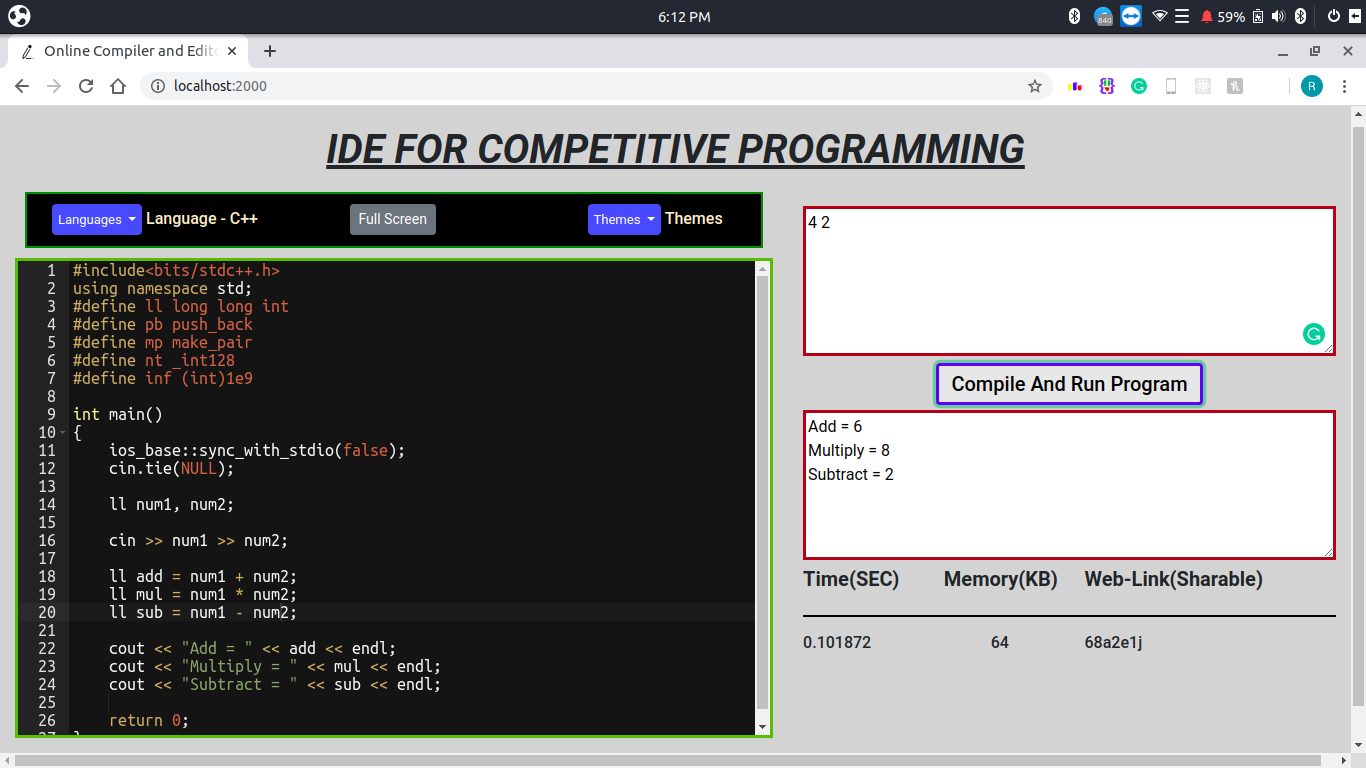 6:12 PM
840
59%
Online Compiler and Edit
localhost:2000
R
IDE FOR COMPETITIVE PROGRAMMING
Languages Language - C++ Full Screen Themes Themes
1 #include<bits/stdc++.h>
2 using namespace std;
3 #define ll long long int
4 #define pb push_back
5 #define mp make_pair
6 #define nt _int128
7 #define inf (int)1e9
8
9 int main()
10 {
11 ios_base::sync_with_stdio(false);
12 cin.tie(NULL);
13
14 ll num1, num2;
15
16 cin >> num1 >> num2;
17
18 ll add = num1 + num2;
19 ll mul = num1 * num2;
20 ll sub = num1 - num2;
21
22 cout << "Add = " << add << endl;
23 cout << "Multiply = " << mul << endl;
24 cout << "Subtract = " << sub << endl;
25
26 return 0;
27 }
4 2
Compile And Run Program
Add = 6
Multiply = 8
Subtract = 2
Time(SEC) Memory(KB) Web-Link(Sharable)
0.101872 64 68a2e1j